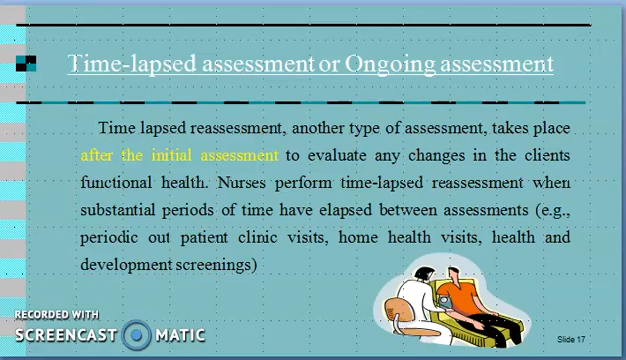 Time-lapsed assessment or Ongoing assessment
Time lapsed reassessment, another type of assessment, takes place
after the initial assessment to evaluate any changes in the clients
functional health. Nurses perform time-lapsed reassessment when
substantial periods of time have elapsed between assessments (e.g.,
periodic out patient clinic visits, home health visits, health and
development screenings)
RECORDED WITH
SCREENCAST MATIC
Slide 17